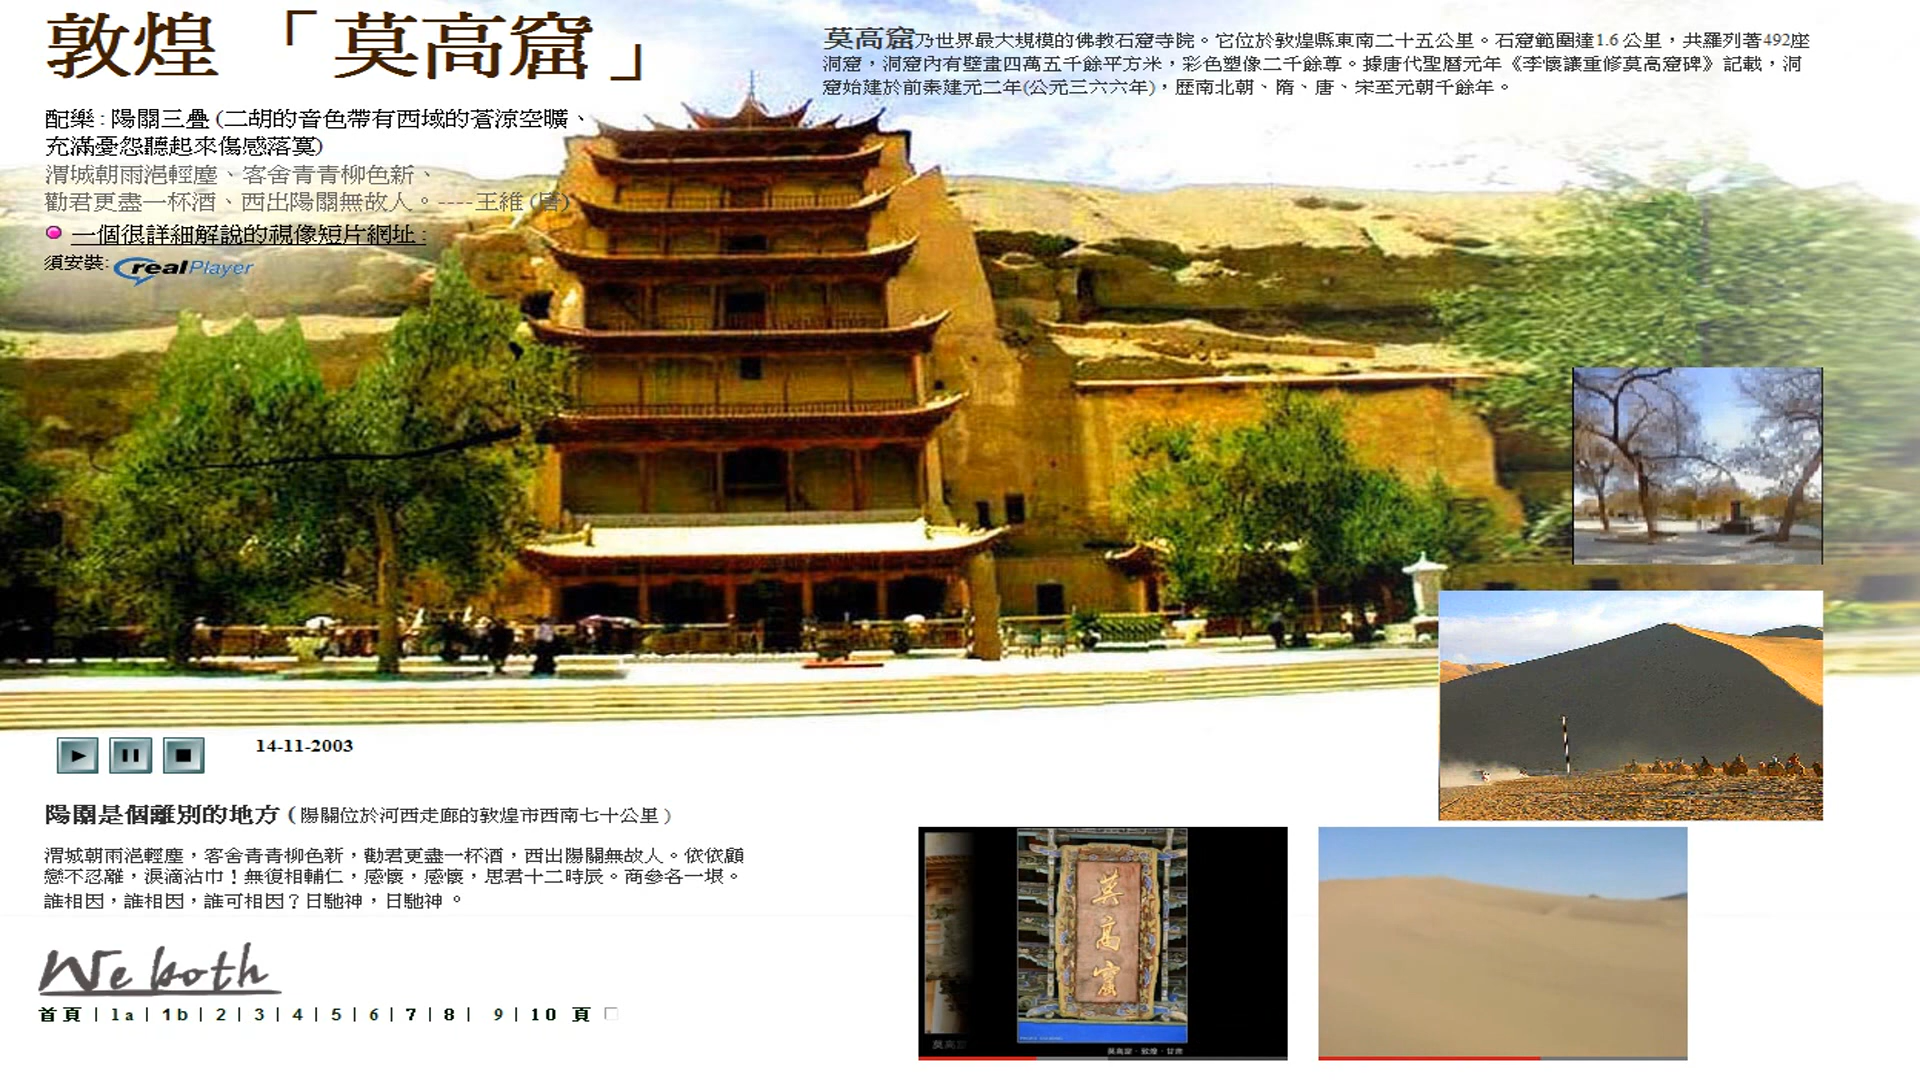 敦煌「莫高窟」
莫高窟乃世界最大規模的佛教石窟寺院。它位於敦煌縣東南二十五公里。石窟範圍達1.6 公里，共羅列著492座
洞窟，洞窟內有壁畫四萬五千餘平方米，彩色塑像二千餘尊。據唐代聖曆元年《李懷讓重修莫高窟碑》記載，洞
窟始建於前秦建元二年(公元三六六年)，歷南北朝、隋、唐、宋至元朝千餘年。
配樂 : 陽關三疊 (二胡的音色帶有西域的蒼涼空曠、
充滿憂怨聽起來傷感落寞)
渭城朝雨浥輕塵、客舍青青柳色新、
勸君更盡一杯酒、西出陽關無故人。----王維 (唐)
一個很詳細解說的視像短片網址 :
須安裝: realPlayer
14-11-2003
陽關是個離別的地方 ( 陽關位於河西走廊的敦煌市西南七十公里 )
渭城朝雨浥輕塵，客舍青青柳色新，勸君更盡一杯酒，西出陽關無故人。依依顧
戀不忍離，淚滴沾巾！無復相輔仁，感懷，感懷，思君十二時辰。商參各一垠。
誰相因，誰相因，誰可相因？日馳神，日馳神 。
We both
首頁 | 1a | 1b | 2 | 3 | 4 | 5 | 6 | 7 | 8 | 9 | 10 頁
莫高窟
莫高窟
莫高窟 · 敦煌 · 甘肅